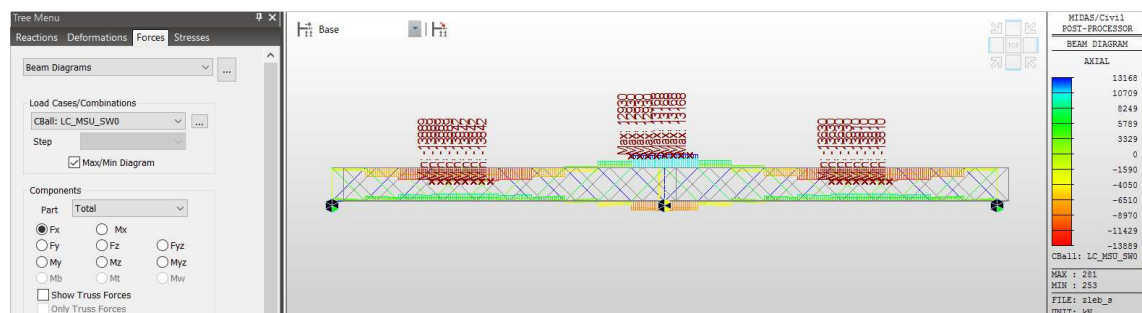 Tree Menu
Reactions Deformations Forces Stresses
Beam Diagrams
...
Load Cases/Combinations
CBall: LC_MSU_SW0
...
Step
Max/Min Diagram
Components
Part Total
Fx Mx
Fy Fz Fyz
My Mz Myz
Mb Mt Mw
Show Truss Forces
Only Truss Forces
Base
TOP
MIDAS/Civil
POST-PROCESSOR
BEAM DIAGRAM
AXIAL
13168
10709
8249
5789
3329
0
-1590
-4050
-6510
-8970
-11429
-13889
CBall: LC_MSU_SW0
MAX : 281
MIN : 253
FILE: zleb_s
UNIT: kN